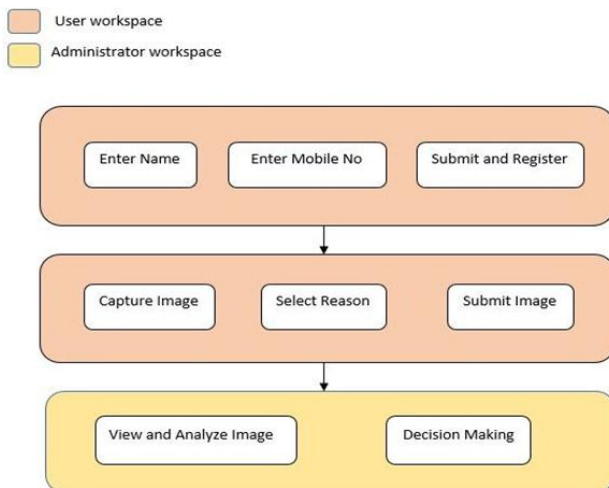 User workspace
Administrator workspace
Enter Name
Enter Mobile No
Submit and Register
Capture Image
Select Reason
Submit Image
View and Analyze Image
Decision Making